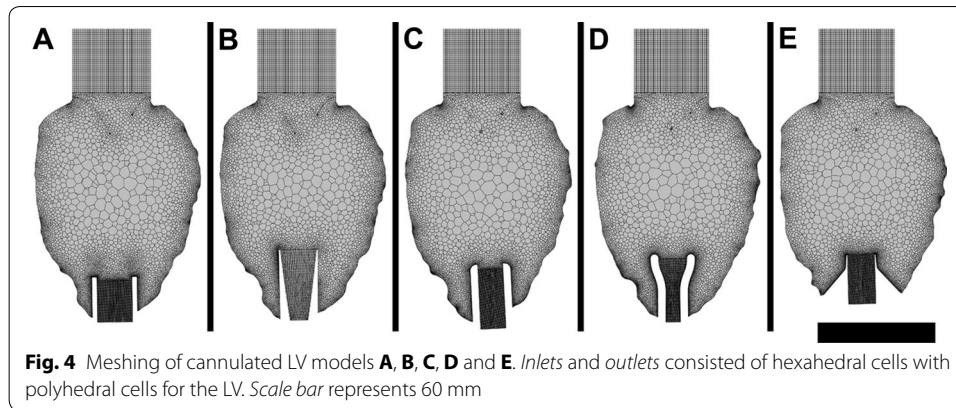 A B C D E
Fig. 4 Meshing of cannulated LV models A, B, C, D and E. Inlets and outlets consisted of hexahedral cells with
polyhedral cells for the LV. Scale bar represents 60 mm